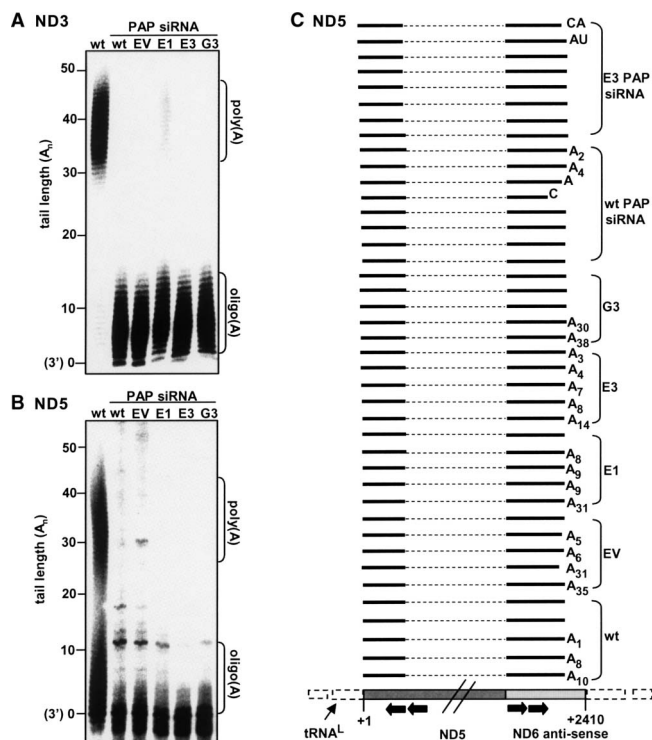 A ND3
PAP siRNA
wt wt EV E1 E3 G3
50
40
30
20
10
(3') 0
tail length (An)
poly(A)
oligo(A)
B ND5
PAP siRNA
wt wt EV E1 E3 G3
50
40
30
20
10
(3') 0
tail length (An)
poly(A)
oligo(A)
C ND5
CA
AU
E3 PAP
siRNA
A2
A4
A
C
wt PAP
siRNA
A30
A38
G3
A3
A4
A7
A8
A14
E3
A8
A9
A9
A31
E1
A5
A6
A31
A35
EV
A1
A8
A10
wt
+1
+2410
tRNAL
ND5
ND6
anti-sense